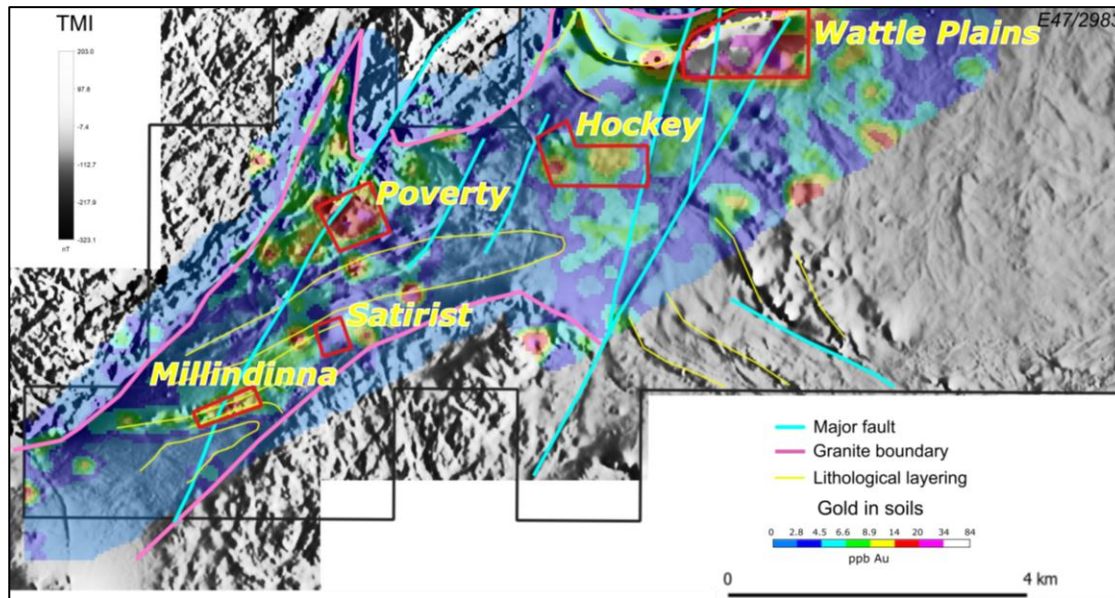 TMI
203.0
97.8
-7.4
-112.7
-217.9
-323.1
nT
E47/2983
Wattle Plains
Hockey
Poverty
Satirist
Millindinna
Major fault
Granite boundary
Lithological layering
Gold in soils
0 2.8 4.5 6.6 8.9 14 20 34 84
ppb Au
0 4 km